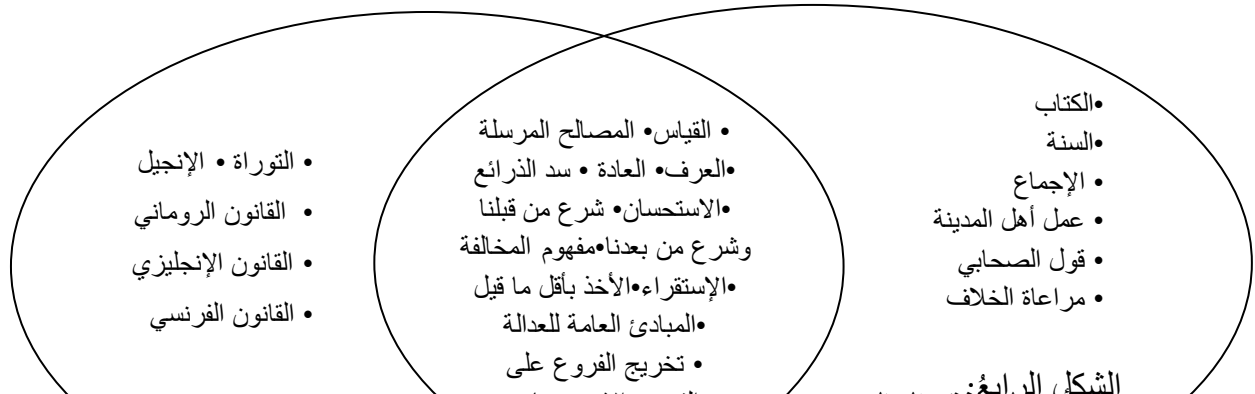 •الكتاب
•السنة
• الإجماع
• عمل أهل المدينة
• قول الصحابي
• مراعاة الخلاف
الشكل الرابعُ:
• القياس• المصالح المرسلة
•العرف• العادة • سد الذرائع
•الاستحسان• شرع من قبلنا
وشرع من بعدنا•مفهوم المخالفة
•الإستقراء•الأخذ بأقل ما قيل
•المبادئ العامة للعدالة
• تخريج الفروع على
• التوراة • الإنجيل
• القانون الروماني
• القانون الإنجليزي
• القانون الفرنسي